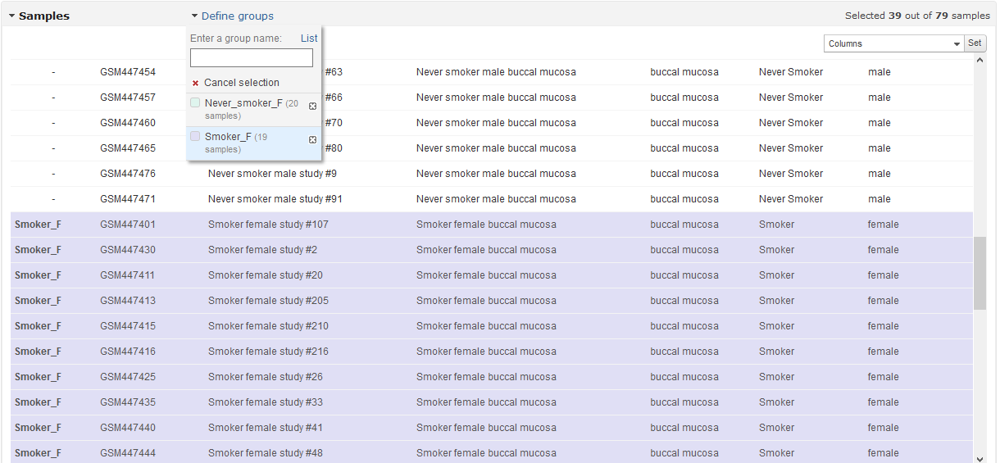 Samples Define groups Selected 39 out of 79 samples
Enter a group name: List
Columns Set
- GSM447454 #63 Never smoker male buccal mucosa buccal mucosa Never Smoker male
Cancel selection
- GSM447457 #66 Never smoker male buccal mucosa buccal mucosa Never Smoker male
Never_smoker_F (20
samples)
- GSM447460 #70 Never smoker male buccal mucosa buccal mucosa Never Smoker male
Smoker_F (19
samples)
- GSM447465 #80 Never smoker male buccal mucosa buccal mucosa Never Smoker male
- GSM447476 Never smoker male study #9 Never smoker male buccal mucosa buccal mucosa Never Smoker male
- GSM447471 Never smoker male study #91 Never smoker male buccal mucosa buccal mucosa Never Smoker male
Smoker_F GSM447401 Smoker female study #107 Smoker female buccal mucosa buccal mucosa Smoker female
Smoker_F GSM447430 Smoker female study #2 Smoker female buccal mucosa buccal mucosa Smoker female
Smoker_F GSM447411 Smoker female study #20 Smoker female buccal mucosa buccal mucosa Smoker female
Smoker_F GSM447413 Smoker female study #205 Smoker female buccal mucosa buccal mucosa Smoker female
Smoker_F GSM447415 Smoker female study #210 Smoker female buccal mucosa buccal mucosa Smoker female
Smoker_F GSM447416 Smoker female study #216 Smoker female buccal mucosa buccal mucosa Smoker female
Smoker_F GSM447425 Smoker female study #26 Smoker female buccal mucosa buccal mucosa Smoker female
Smoker_F GSM447435 Smoker female study #33 Smoker female buccal mucosa buccal mucosa Smoker female
Smoker_F GSM447440 Smoker female study #41 Smoker female buccal mucosa buccal mucosa Smoker female
Smoker_F GSM447444 Smoker female study #48 Smoker female buccal mucosa buccal mucosa Smoker female